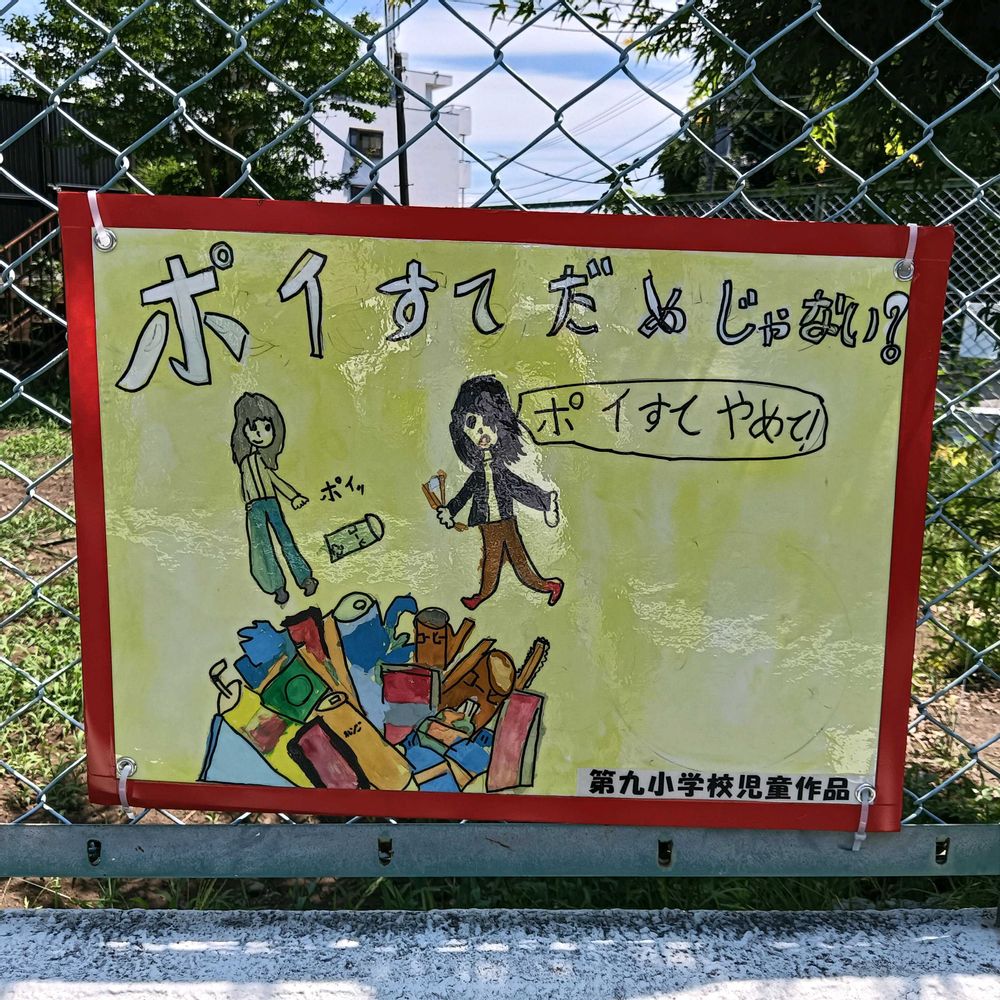 ポイすてだめじゃない?
ポイすてやめて!
ポイッ
第九小学校児童作品